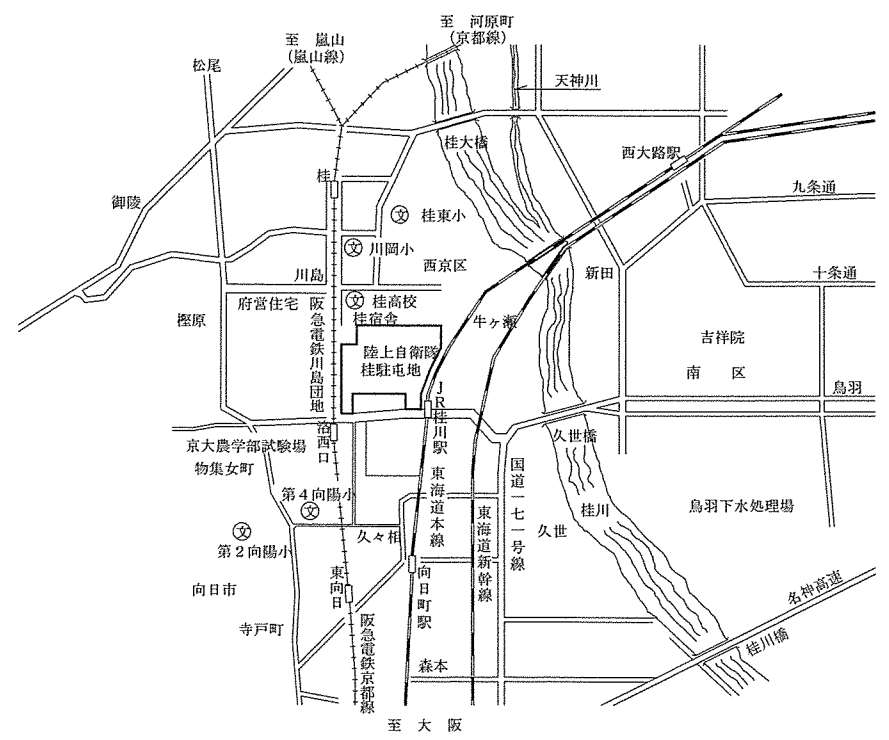 至　河原町
(京都線)
至　嵐山
(嵐山線)
松尾
天神川
桂大橋
西大路駅
桂
御陵
九条通
文
桂東小
文
川岡小
西京区
川島
新田
十条通
府営住宅
文
桂高校
桂宿舎
樫原
牛ヶ瀬
吉祥院
陸上自衛隊
桂駐屯地
阪急電鉄川島団地
南　区
鳥羽
JR桂川駅
洛西口
久世橋
京大農学部試験場
物集女町
国道一七一号線
東海道本線
第4向陽小
文
桂川
鳥羽下水処理場
東海道新幹線
久世
文
久々相
第2向陽小
東向日
向日町駅
向日市
名神高速
寺戸町
阪急電鉄京都線
桂川橋
森本
至　大　阪